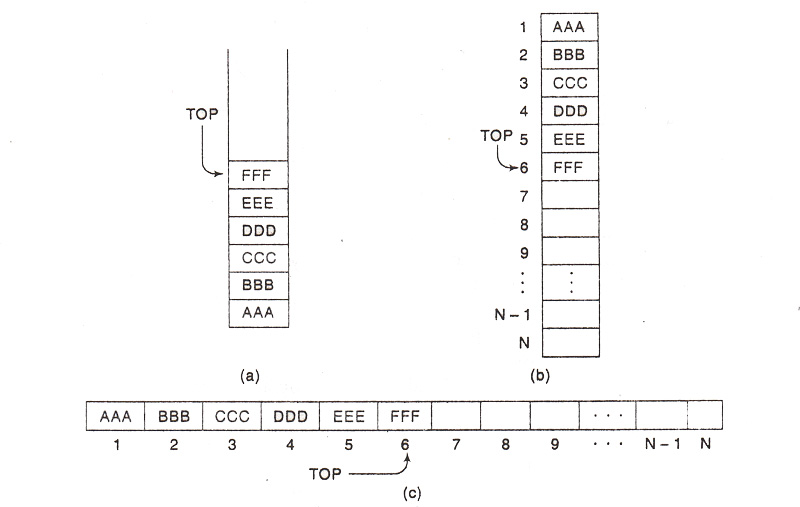 TOP
FFF
EEE
DDD
CCC
BBB
AAA
(a)
1 AAA
2 BBB
3 CCC
4 DDD
5 EEE
TOP
6 FFF
7
8
9
⋮ ⋮
N – 1
N
(b)
AAA BBB CCC DDD EEE FFF · · ·
1 2 3 4 5 6 7 8 9 · · · N – 1 N
TOP
(c)